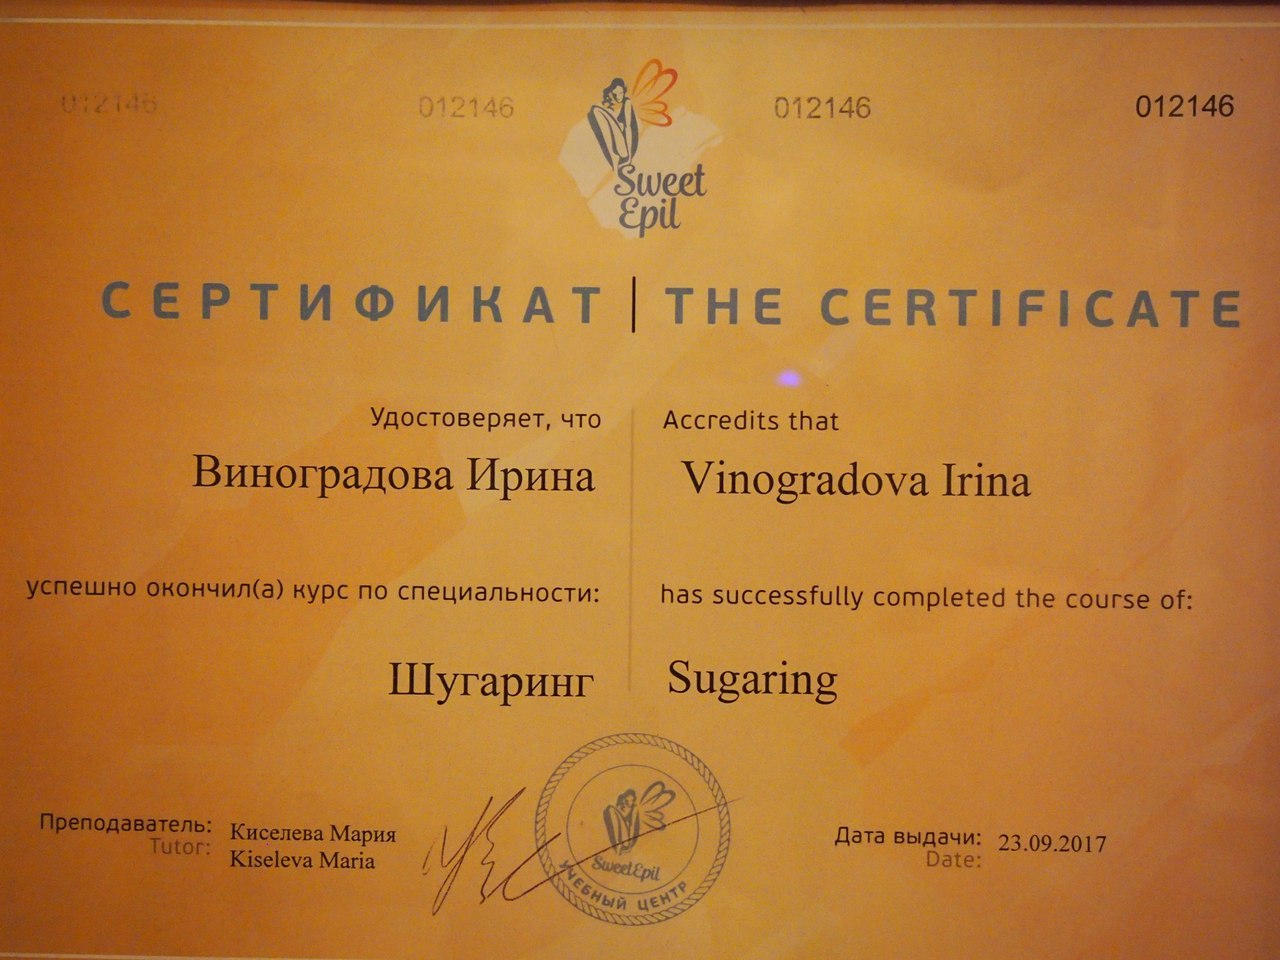 012146 012146 012146 012146
Sweet
Epil
СЕРТИФИКАТ | THE CERTIFICATE
Удостоверяет, что
Виноградова Ирина
успешно окончил(а) курс по специальности:
Шугаринг
Accredits that
Vinogradova Irina
has successfully completed the course of:
Sugaring
Преподаватель: Киселева Мария
Tutor: Kiseleva Maria
SweetEpil
УЧЕБНЫЙ ЦЕНТР
Дата выдачи: 23.09.2017
Date: